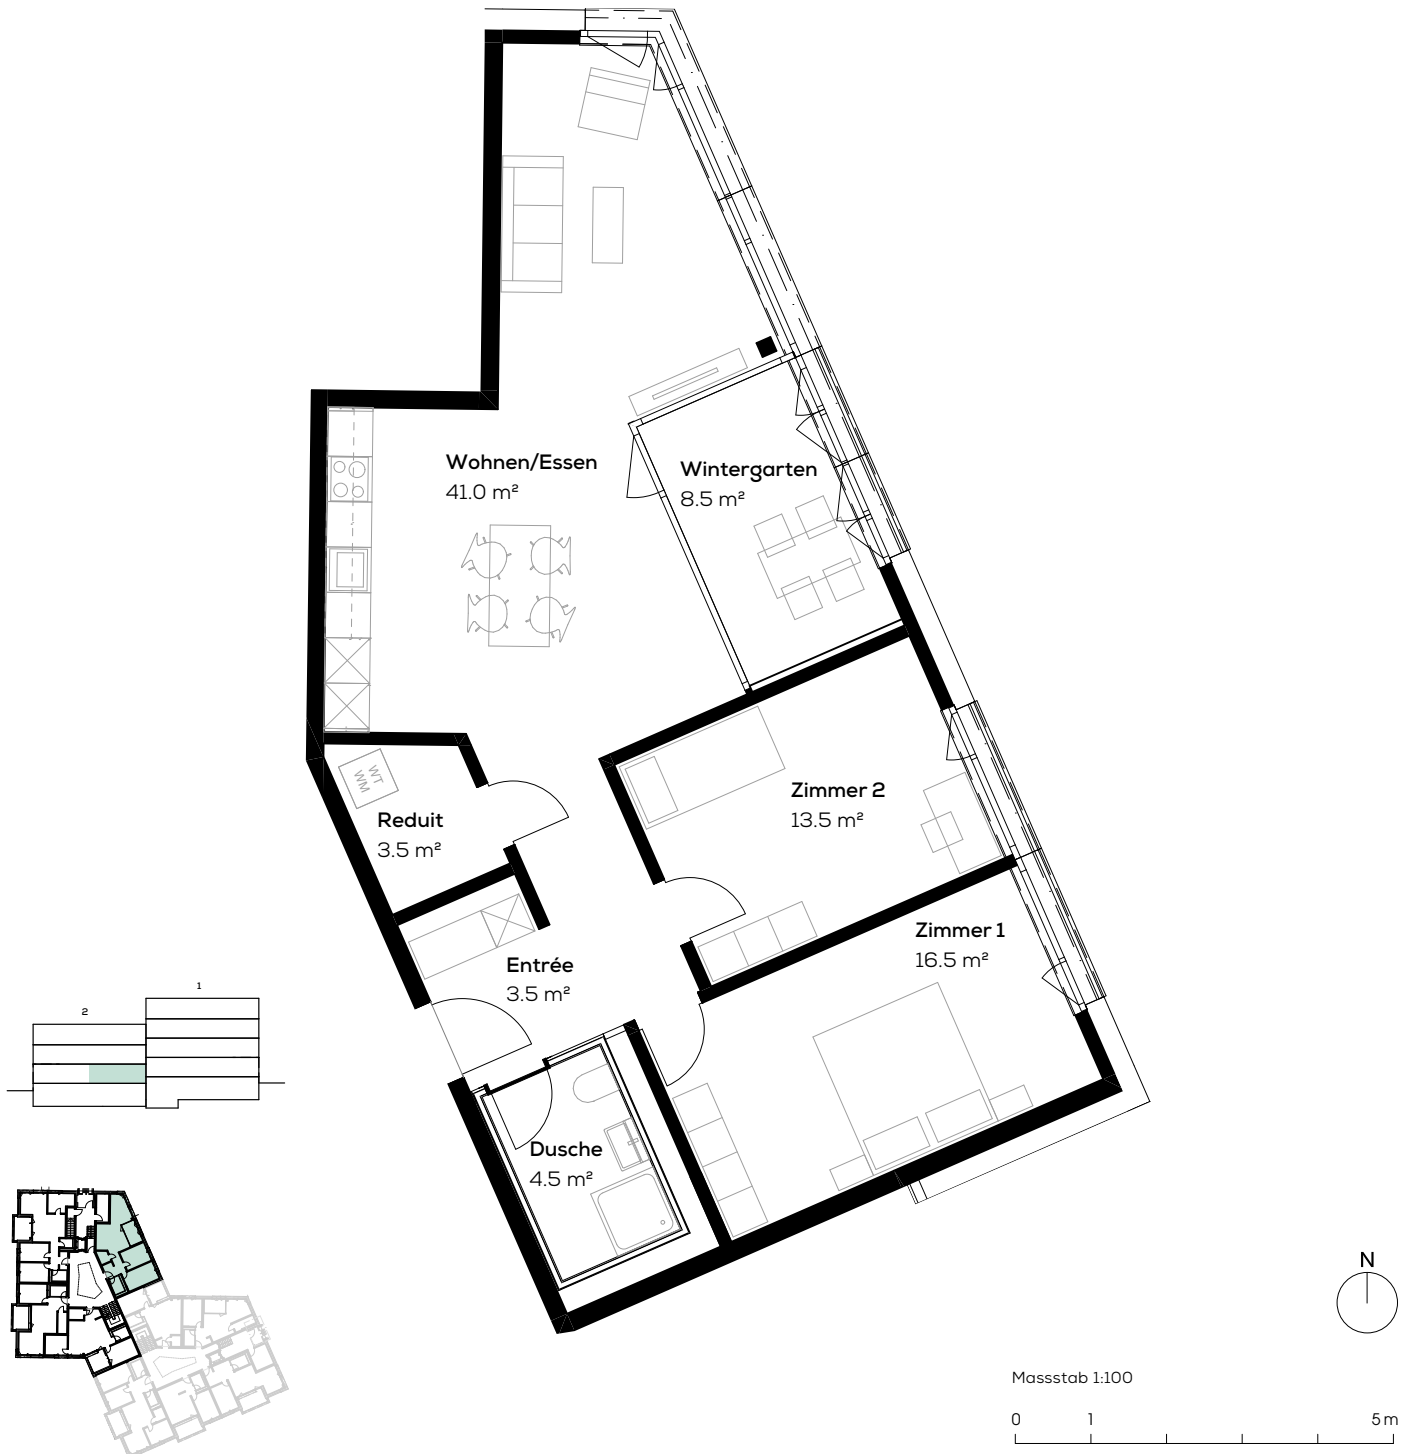 Wohnen/Essen
41.0 m²
Wintergarten
8.5 m²
WT
WM
Reduit
3.5 m²
Zimmer 2
13.5 m²
Zimmer 1
16.5 m²
Entrée
3.5 m²
Dusche
4.5 m²
1
2
N
Massstab 1:100
0 1 5 m